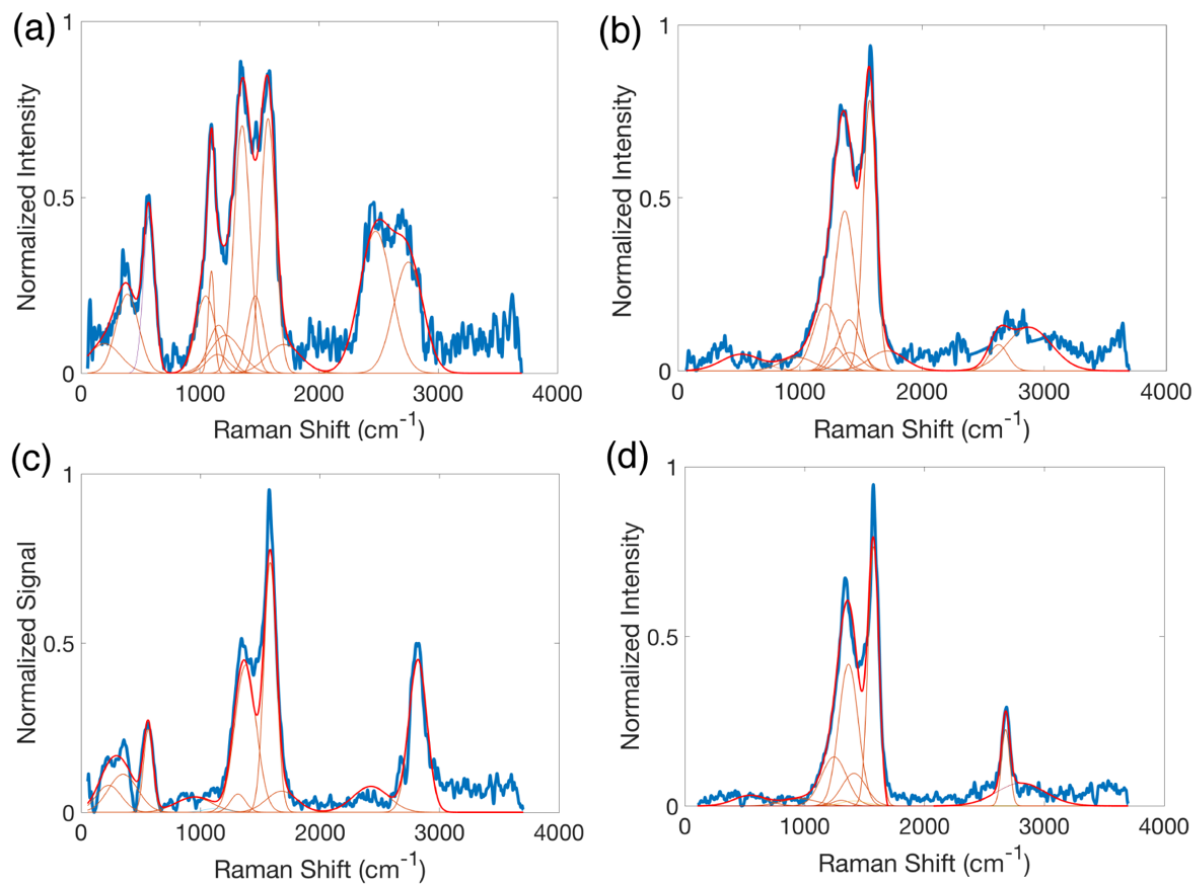 (a)
1
0.5
0
Normalized Intensity
0 1000 2000 3000 4000
Raman Shift (cm⁻¹)
(b)
1
0.5
0
Normalized Intensity
0 1000 2000 3000 4000
Raman Shift (cm⁻¹)
(c)
1
0.5
0
Normalized Signal
0 1000 2000 3000 4000
Raman Shift (cm⁻¹)
(d)
1
0.5
0
Normalized Intensity
0 1000 2000 3000 4000
Raman Shift (cm⁻¹)